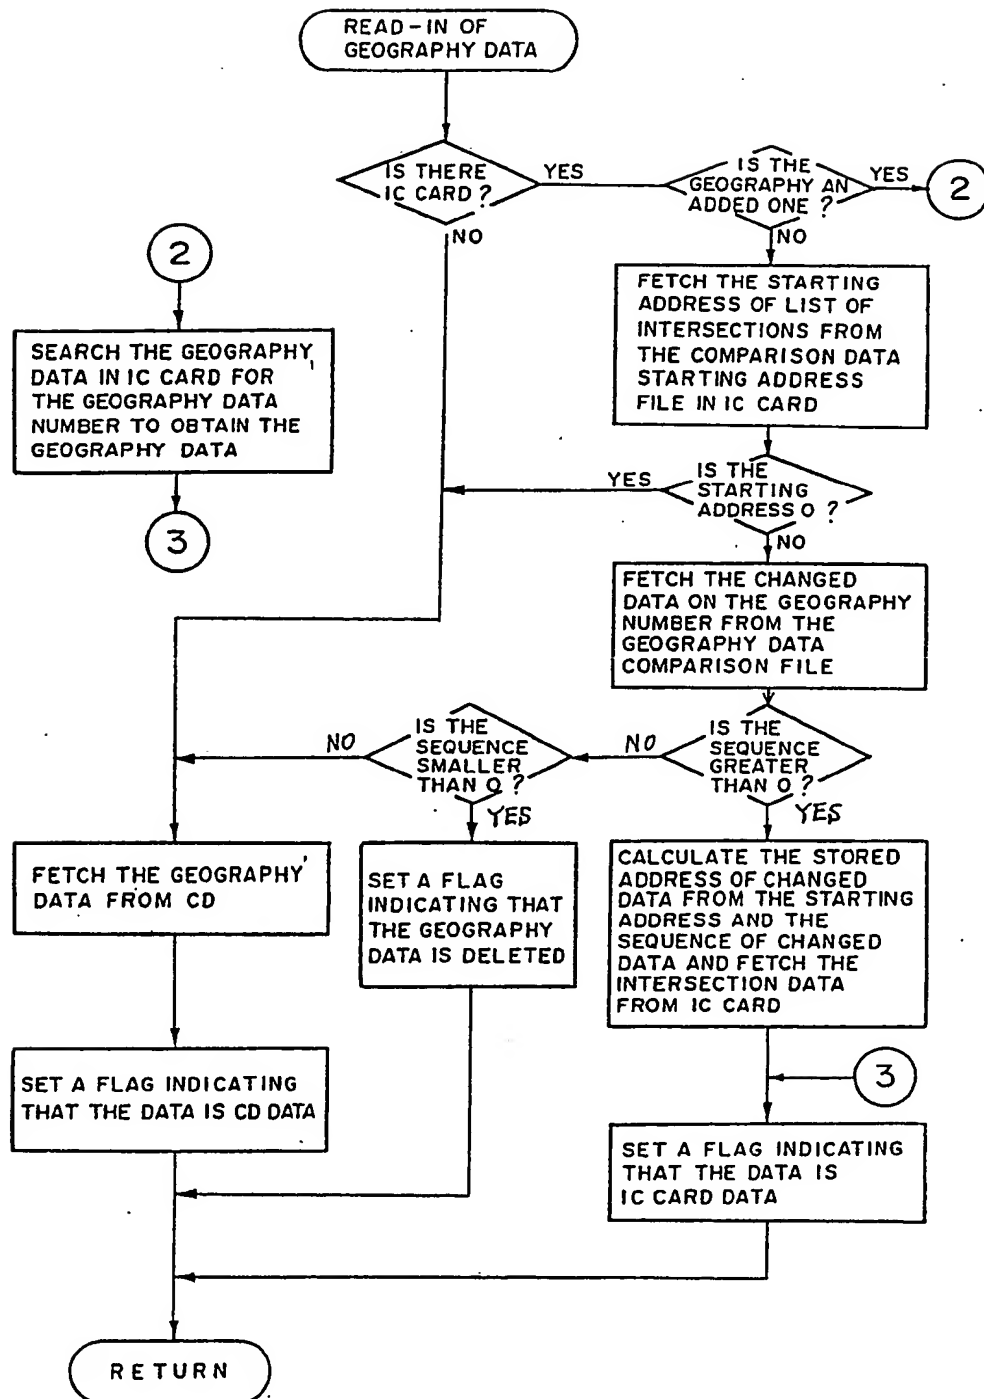 READ-IN OF
GEOGRAPHY DATA
IS THERE
IC CARD?
YES
NO
IS THE
GEOGRAPHY AN
ADDED ONE?
YES
2
NO
2
SEARCH THE GEOGRAPHY
DATA IN IC CARD FOR
THE GEOGRAPHY DATA
NUMBER TO OBTAIN THE
GEOGRAPHY DATA
3
FETCH THE STARTING
ADDRESS OF LIST OF
INTERSECTIONS FROM
THE COMPARISON DATA
STARTING ADDRESS
FILE IN IC CARD
IS THE
STARTING
ADDRESS 0?
YES
NO
FETCH THE CHANGED
DATA ON THE GEOGRAPHY
NUMBER FROM THE
GEOGRAPHY DATA
COMPARISON FILE
IS THE
SEQUENCE
GREATER
THAN 0?
NO
YES
IS THE
SEQUENCE
SMALLER
THAN 0?
NO
YES
FETCH THE GEOGRAPHY
DATA FROM CD
SET A FLAG
INDICATING THAT
THE GEOGRAPHY
DATA IS DELETED
CALCULATE THE STORED
ADDRESS OF CHANGED
DATA FROM THE STARTING
ADDRESS AND THE
SEQUENCE OF CHANGED
DATA AND FETCH THE
INTERSECTION DATA
FROM IC CARD
3
SET A FLAG INDICATING
THAT THE DATA IS CD DATA
SET A FLAG INDICATING
THAT THE DATA IS
IC CARD DATA
RETURN